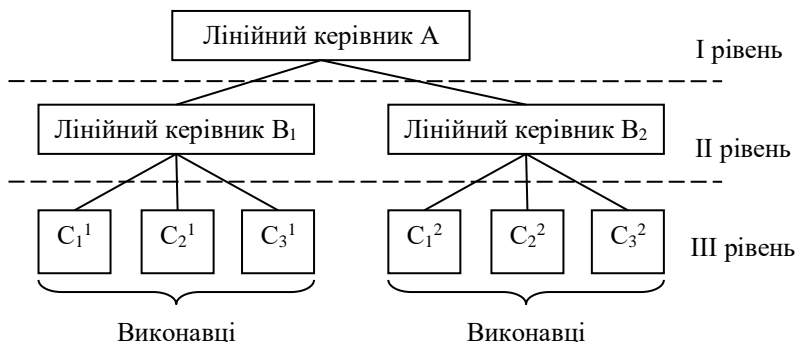 Лінійний керівник А
І рівень
Лінійний керівник В₁ Лінійний керівник В₂
ІІ рівень
С₁¹ С₂¹ С₃¹ С₁² С₂² С₃²
ІІІ рівень
Виконавці Виконавці